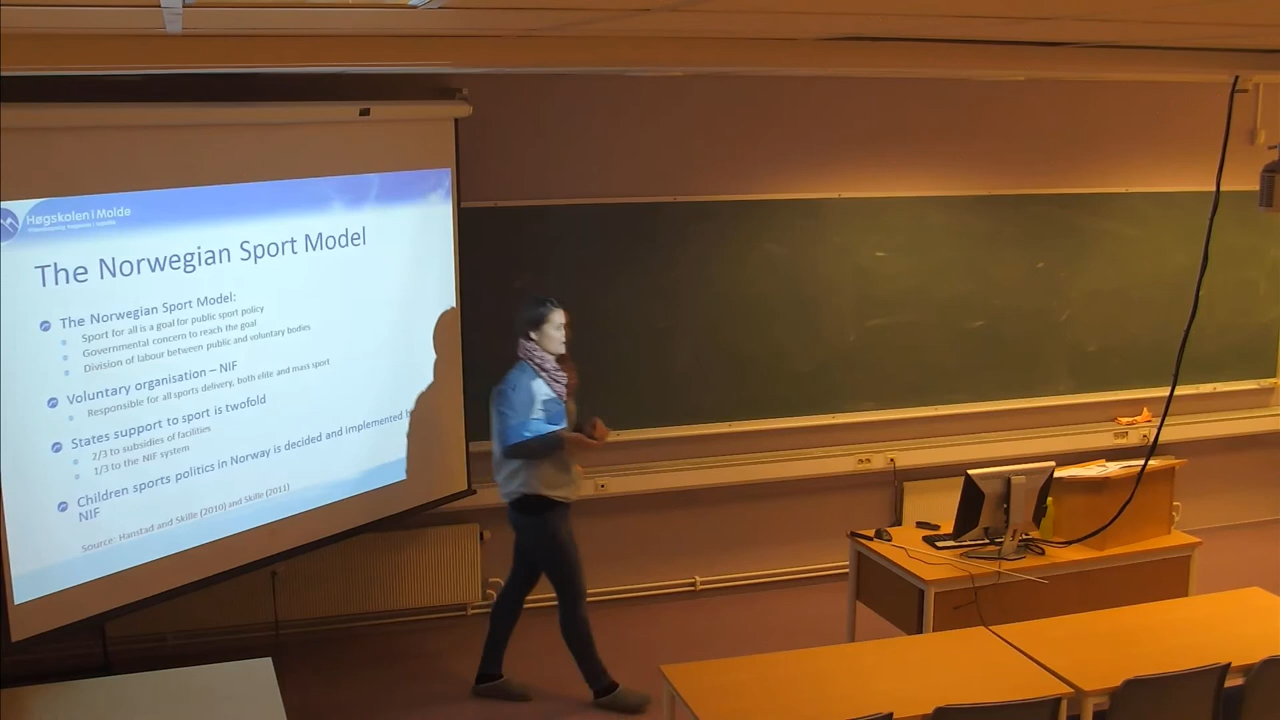 Høgskolen i Molde
The Norwegian Sport Model
The Norwegian Sport Model:
Sport for all is a goal for public sport policy
Governmental concern to reach the goal
Division of labour between public and voluntary bodies
Voluntary organisation – NIF
Responsible for all sports delivery, both elite and mass sport
States support to sport is twofold
2/3 to subsidies of facilities
1/3 to the NIF system
Children sports politics in Norway is decided and implemented
NIF
Source: Hanstad and Skille (2010) and Skille (2011)